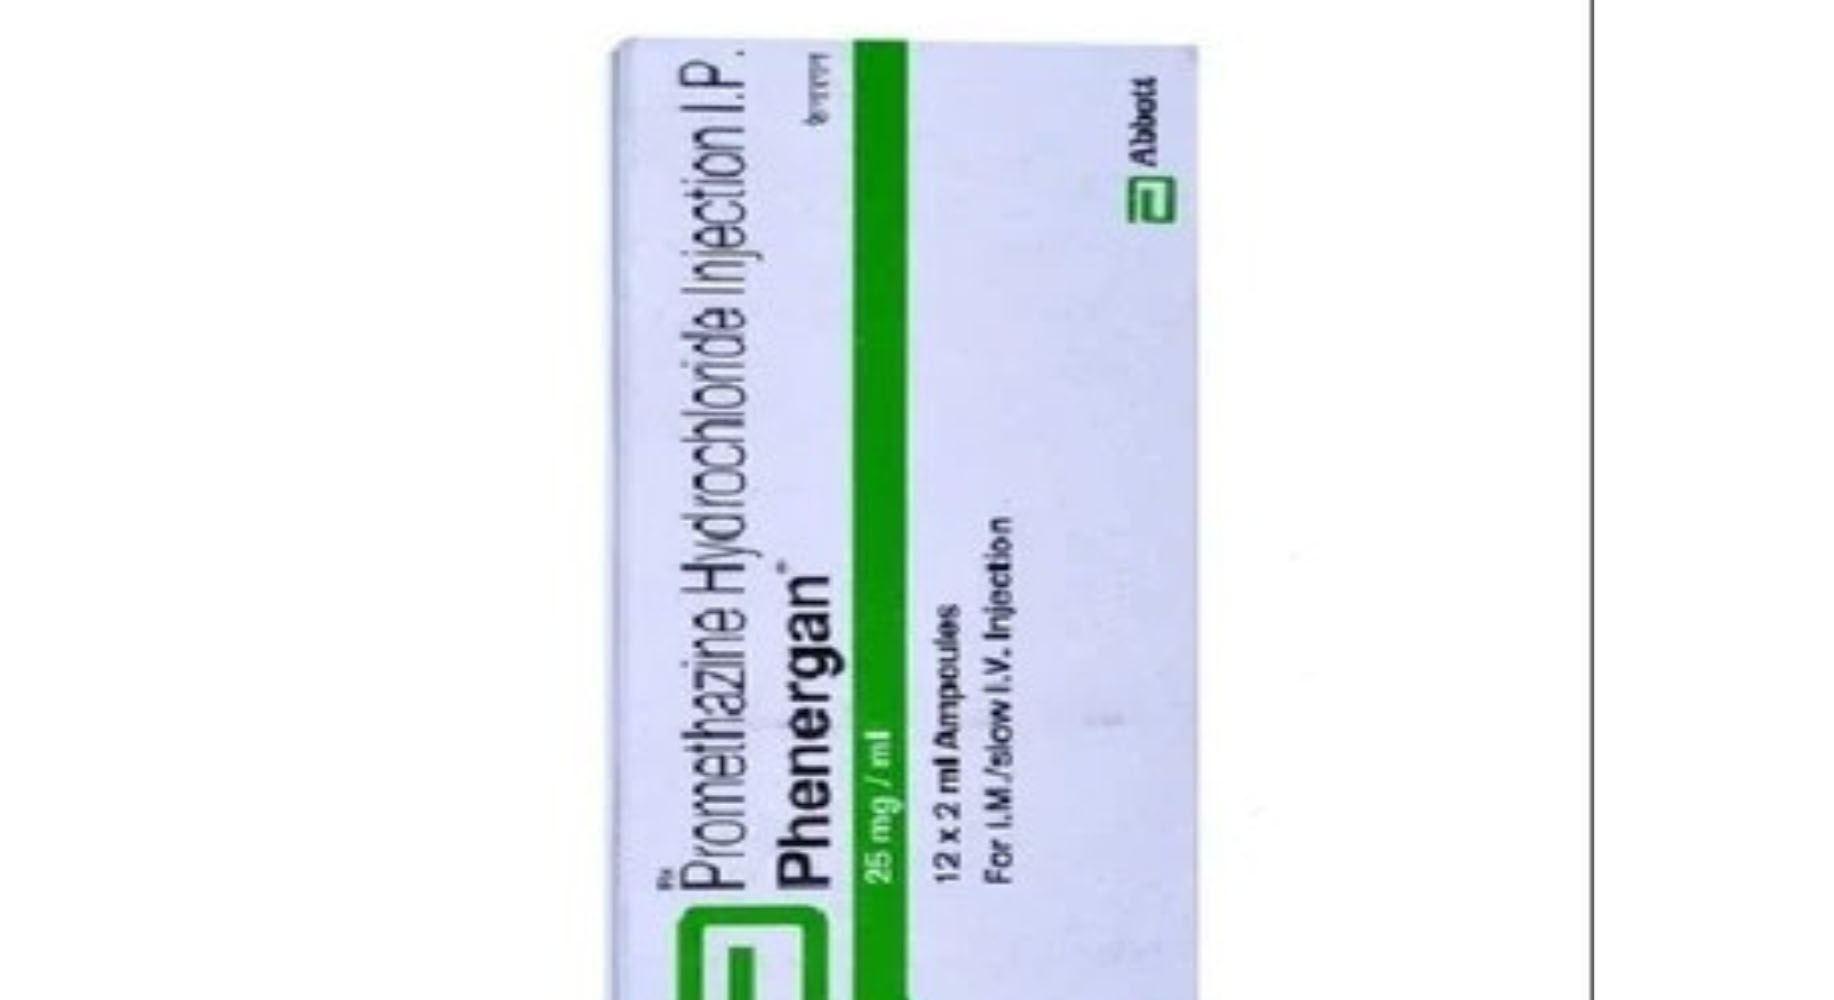 Rx
Promethazine Hydrochloride Injection I.P.
Phenergan®
25 mg / ml
12 x 2 ml Ampoules
For I.M./slow I.V. Injection
Abbott